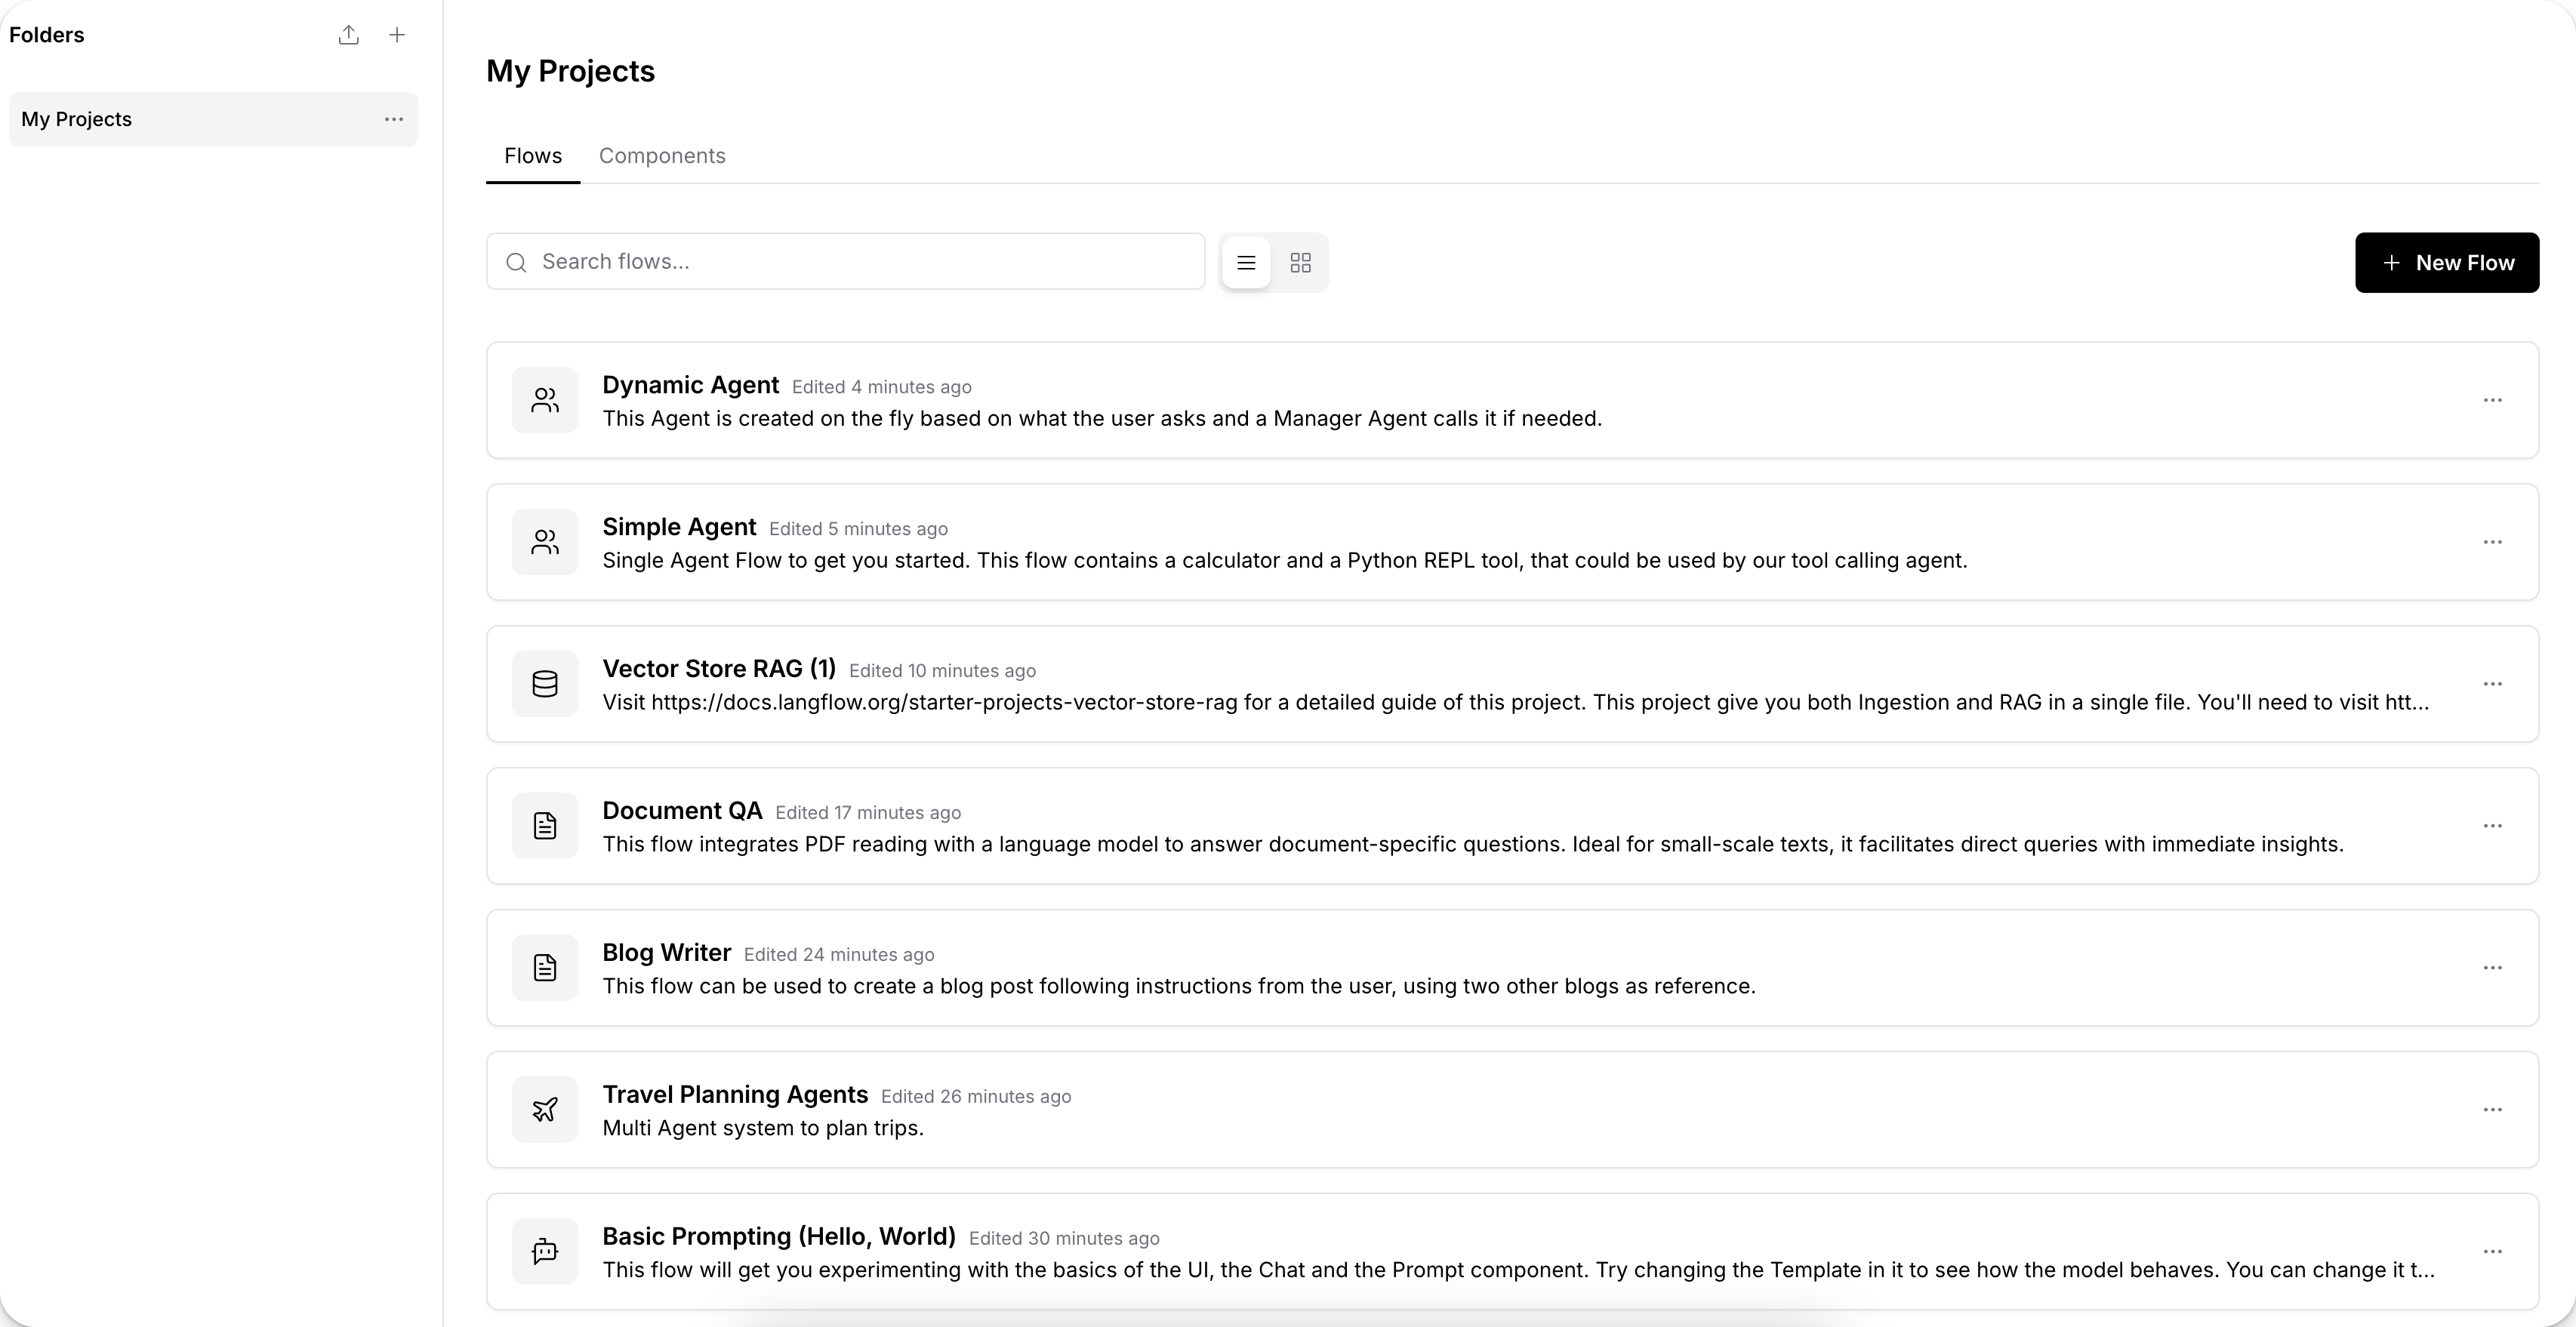 Folders
My Projects
My Projects
Flows
Components
Search flows...
New Flow
Dynamic Agent Edited 4 minutes ago
This Agent is created on the fly based on what the user asks and a Manager Agent calls it if needed.
Simple Agent Edited 5 minutes ago
Single Agent Flow to get you started. This flow contains a calculator and a Python REPL tool, that could be used by our tool calling agent.
Vector Store RAG (1) Edited 10 minutes ago
Visit https://docs.langflow.org/starter-projects-vector-store-rag for a detailed guide of this project. This project give you both Ingestion and RAG in a single file. You'll need to visit htt...
Document QA Edited 17 minutes ago
This flow integrates PDF reading with a language model to answer document-specific questions. Ideal for small-scale texts, it facilitates direct queries with immediate insights.
Blog Writer Edited 24 minutes ago
This flow can be used to create a blog post following instructions from the user, using two other blogs as reference.
Travel Planning Agents Edited 26 minutes ago
Multi Agent system to plan trips.
Basic Prompting (Hello, World) Edited 30 minutes ago
This flow will get you experimenting with the basics of the UI, the Chat and the Prompt component. Try changing the Template in it to see how the model behaves. You can change it t...